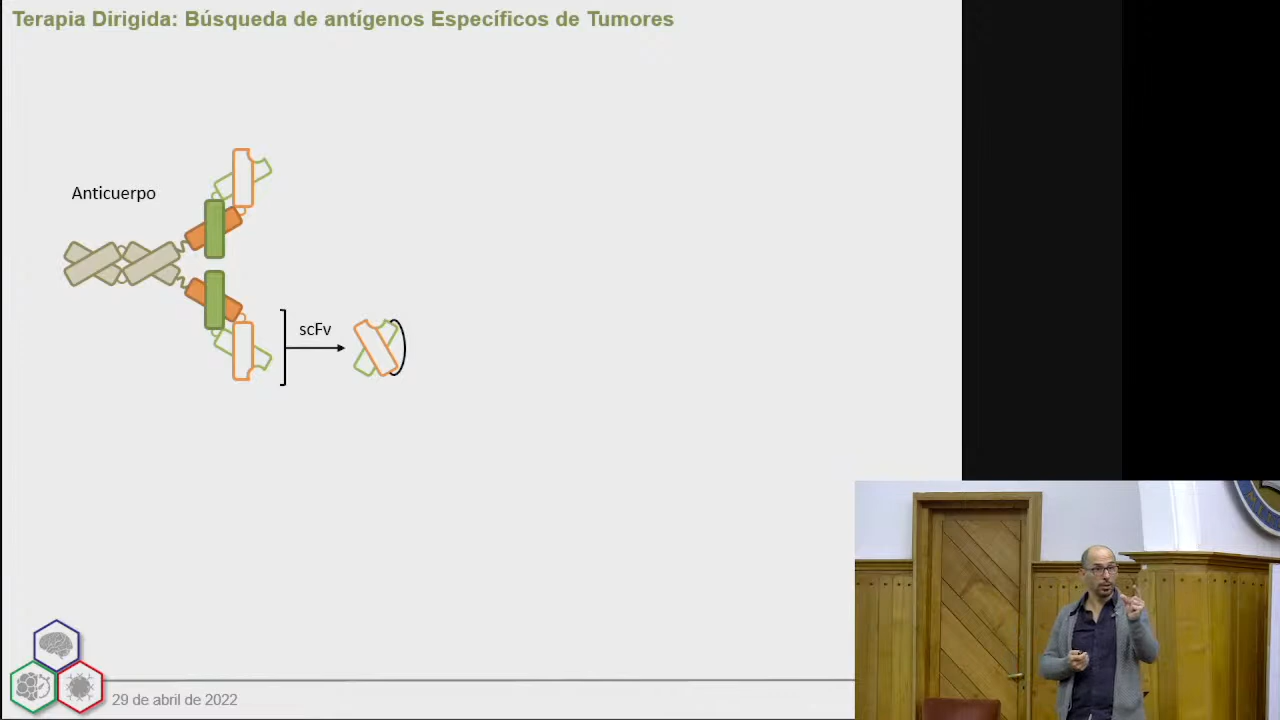 Terapia Dirigida: Búsqueda de antígenos Específicos de Tumores
Anticuerpo
scFv
29 de abril de 2022